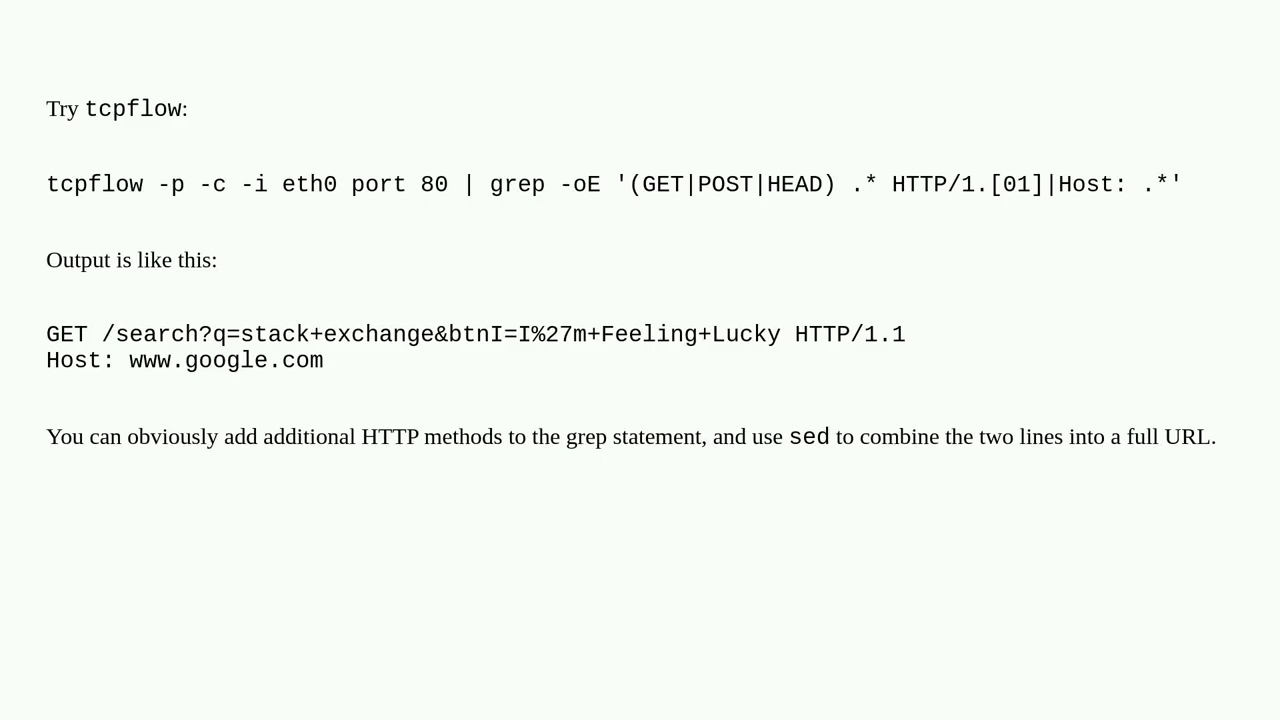 Try tcpflow:
tcpflow -p -c -i eth0 port 80 | grep -oE '(GET|POST|HEAD) .* HTTP/1.[01]|Host: .*'
Output is like this:
GET /search?q=stack+exchange&btnI=I%27m+Feeling+Lucky HTTP/1.1
Host: www.google.com
You can obviously add additional HTTP methods to the grep statement, and use sed to combine the two lines into a full URL.